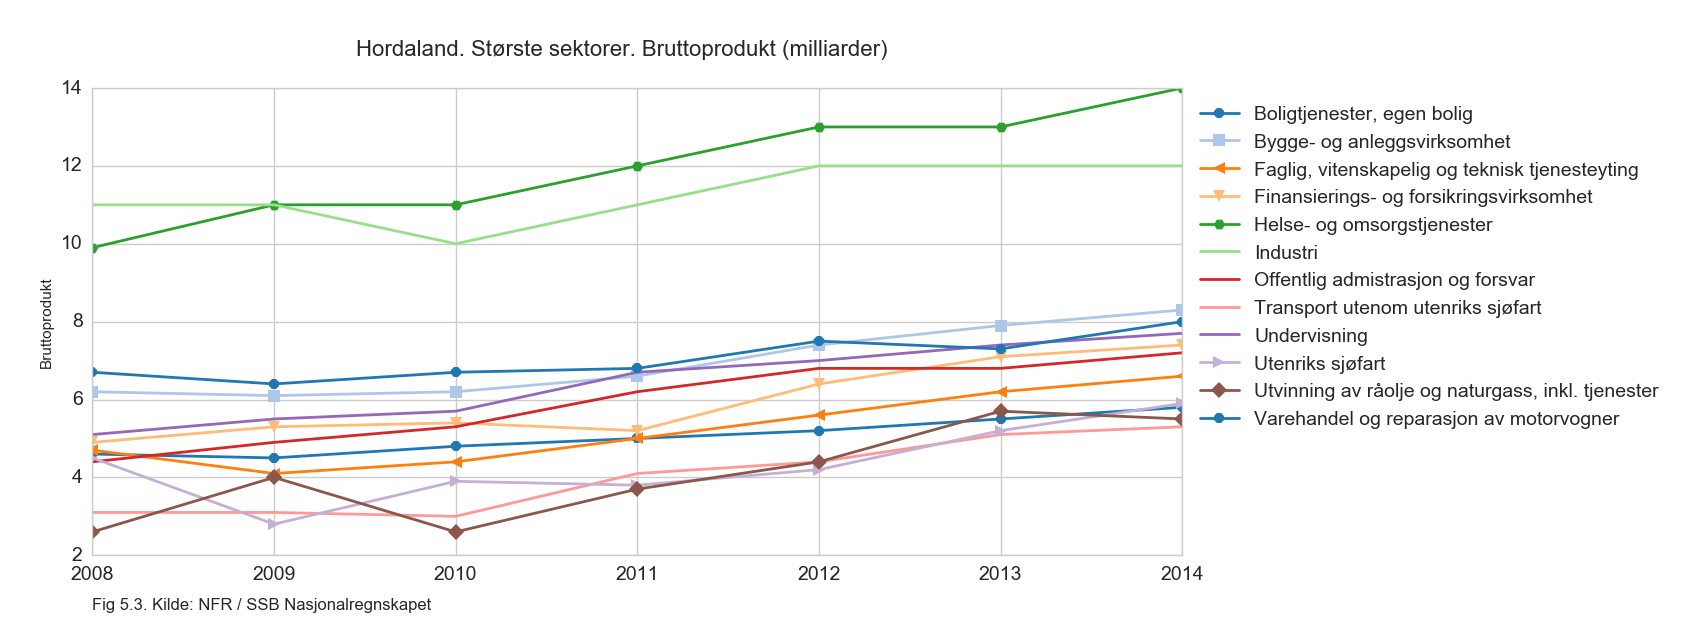 Hordaland. Største sektorer. Bruttoprodukt (milliarder)
14
12
10
8
6
4
2
Bruttoprodukt
2008 2009 2010 2011 2012 2013 2014
Boligtjenester, egen bolig
Bygge- og anleggsvirksomhet
Faglig, vitenskapelig og teknisk tjenesteyting
Finansierings- og forsikringsvirksomhet
Helse- og omsorgstjenester
Industri
Offentlig admistrasjon og forsvar
Transport utenom utenriks sjøfart
Undervisning
Utenriks sjøfart
Utvinning av råolje og naturgass, inkl. tjenester
Varehandel og reparasjon av motorvogner
Fig 5.3. Kilde: NFR / SSB Nasjonalregnskapet